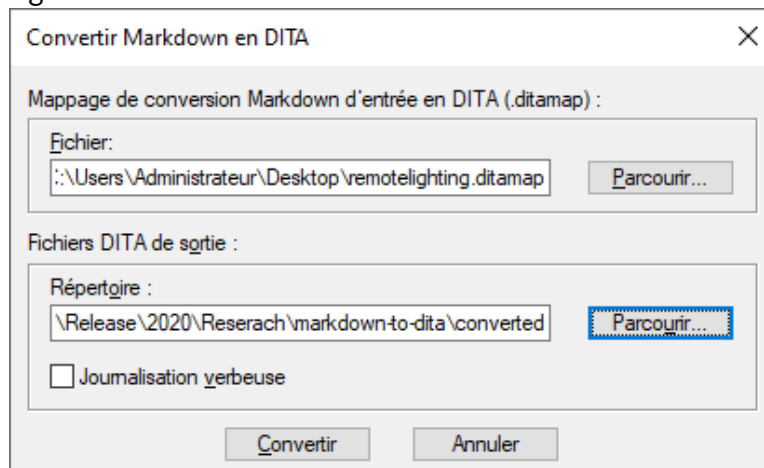 Convertir Markdown en DITA
Mappage de conversion Markdown d'entrée en DITA (.ditamap) :
Fichier:
:\Users\Administrateur\Desktop\remotelighting.ditamap
Parcourir...
Fichiers DITA de sortie :
Répertoire :
\Release\2020\Reserach\markdown-to-dita\converted
Parcourir...
Journalisation verbeuse
Convertir
Annuler